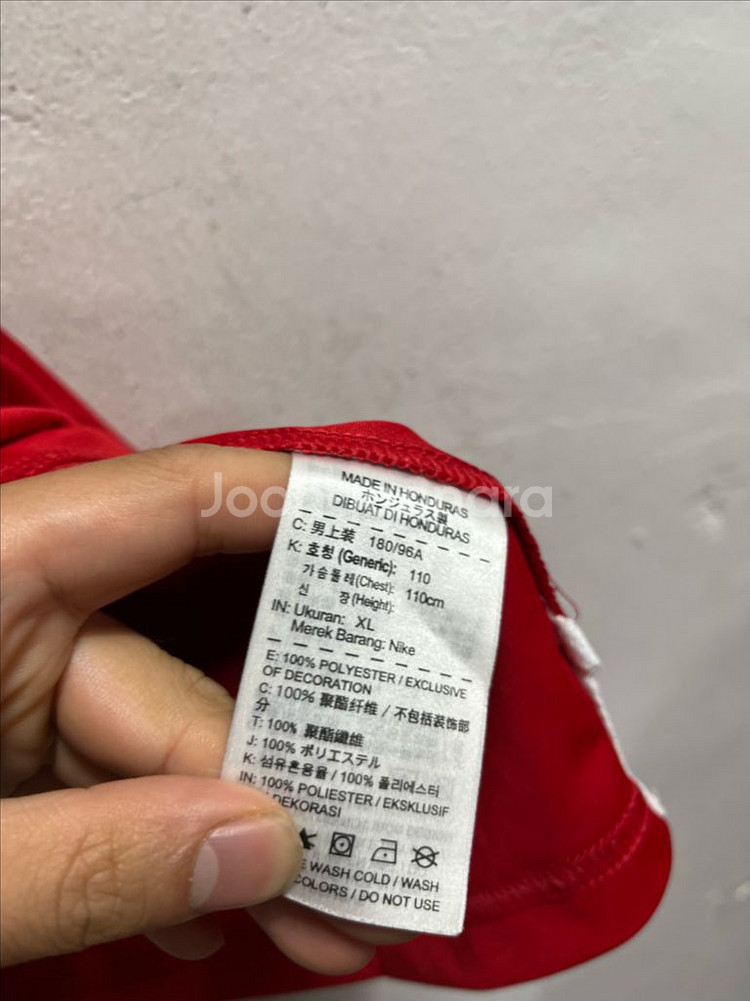 MADE IN HONDURAS
ホンジュラス製
DIBUAT DI HONDURAS
C: 男上装 180/96A
K: 호칭 (Generic): 110
가슴둘레(Chest): 110cm
신 장(Height):
IN: Ukuran: XL
Merek Barang: Nike
E: 100% POLYESTER / EXCLUSIVE
OF DECORATION
C: 100% 聚酯纤维 / 不包括装饰部
分
T: 100% 聚酯纖維
J: 100% ポリエステル
K: 섬유혼용율 / 100% 폴리에스터
IN: 100% POLIESTER / EKSKLUSIF
DEKORASI
WASH COLD / WASH
COLORS / DO NOT USE